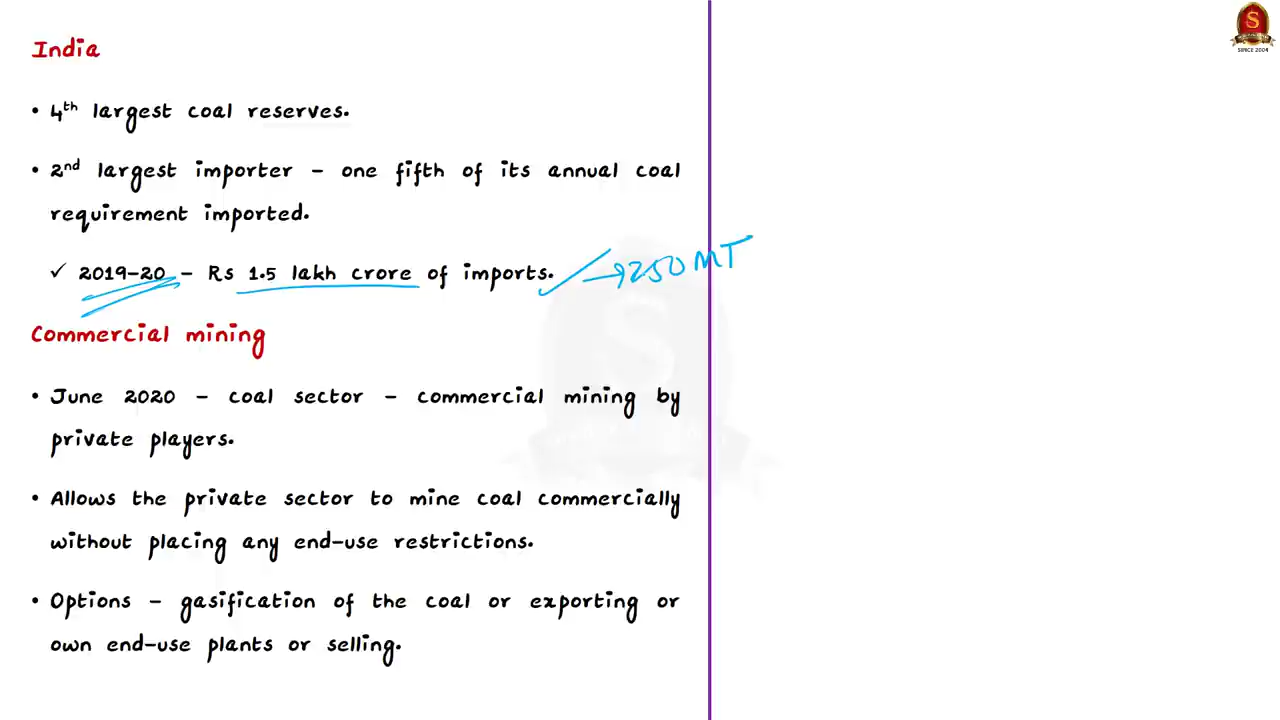 S
SINCE 2004
India
• 4th largest coal reserves.
• 2nd largest importer – one fifth of its annual coal
requirement imported.
✓ 2019-20 – Rs 1.5 lakh crore of imports. → 250 MT
Commercial mining
• June 2020 – coal sector – commercial mining by
private players.
• Allows the private sector to mine coal commercially
without placing any end-use restrictions.
• Options – gasification of the coal or exporting or
own end-use plants or selling.